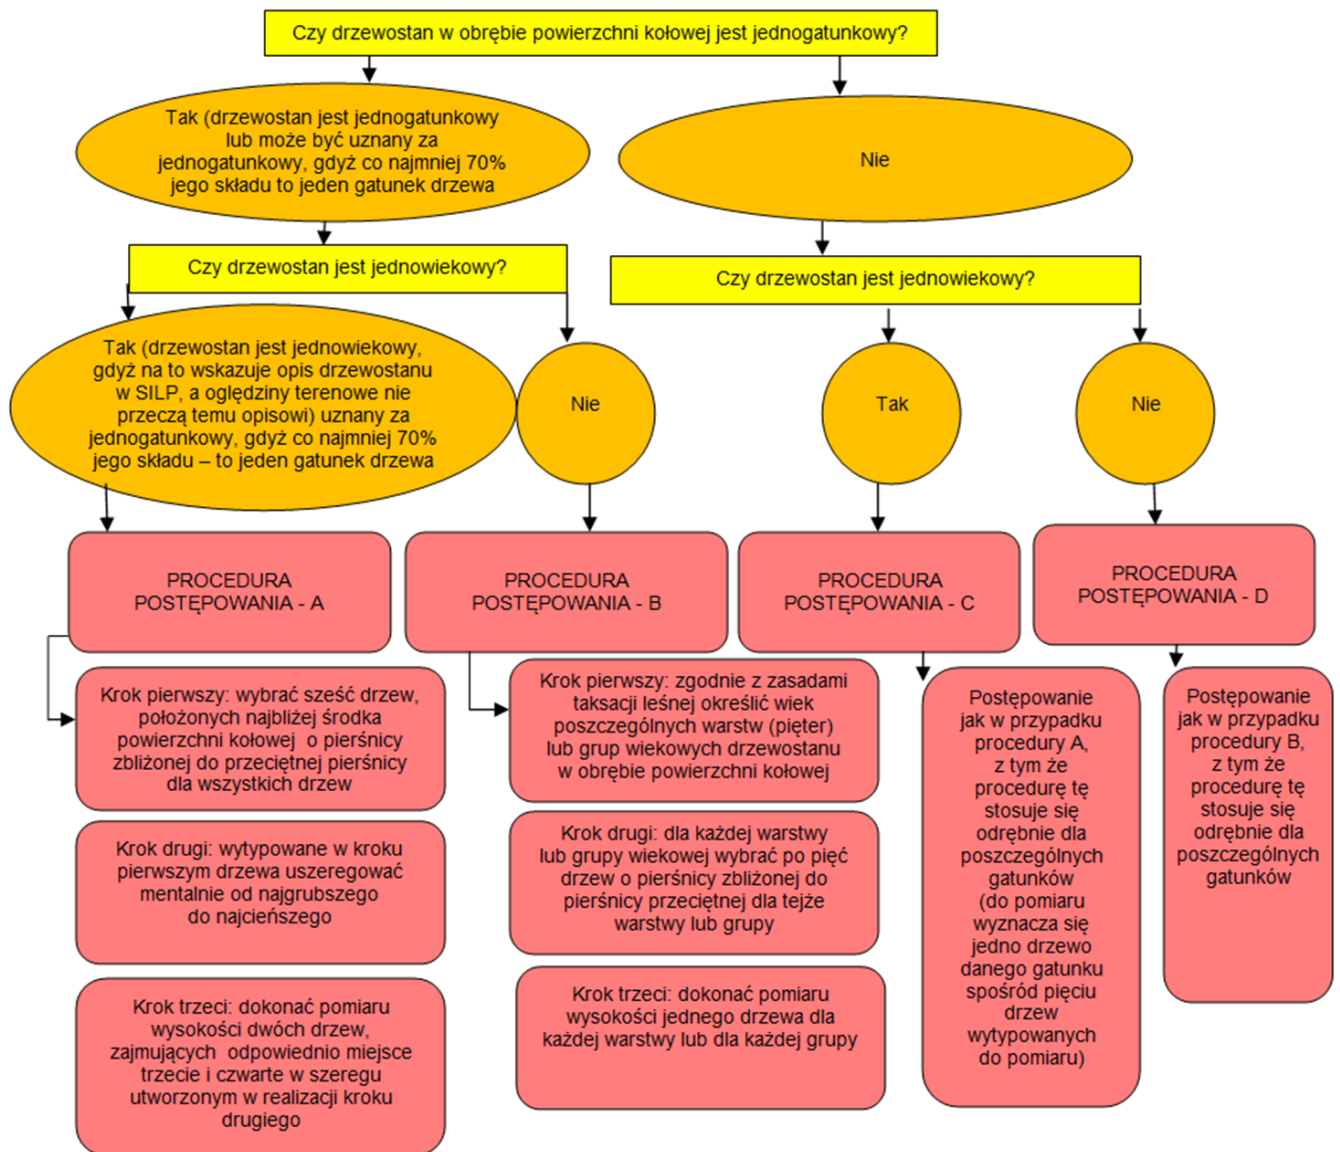 Czy drzewostan w obrębie powierzchni kołowej jest jednogatunkowy?
Tak (drzewostan jest jednogatunkowy
lub może być uznany za
jednogatunkowy, gdyż co najmniej 70%
jego składu to jeden gatunek drzewa
Nie
Czy drzewostan jest jednowiekowy?
Czy drzewostan jest jednowiekowy?
Tak (drzewostan jest jednowiekowy,
gdyż na to wskazuje opis drzewostanu
w SILP, a oględziny terenowe nie
przeczą temu opisowi) uznany za
jednogatunkowy, gdyż co najmniej 70%
jego składu – to jeden gatunek drzewa
Nie
Tak
Nie
PROCEDURA
POSTĘPOWANIA - A
PROCEDURA
POSTĘPOWANIA - B
PROCEDURA
POSTĘPOWANIA - C
PROCEDURA
POSTĘPOWANIA - D
Krok pierwszy: wybrać sześć drzew,
położonych najbliżej środka
powierzchni kołowej o pierśnicy
zbliżonej do przeciętnej pierśnicy
dla wszystkich drzew
Krok drugi: wytypowane w kroku
pierwszym drzewa uszeregować
mentalnie od najgrubszego
do najcieńszego
Krok trzeci: dokonać pomiaru
wysokości dwóch drzew,
zajmujących odpowiednio miejsce
trzecie i czwarte w szeregu
utworzonym w realizacji kroku
drugiego
Krok pierwszy: zgodnie z zasadami
taksacji leśnej określić wiek
poszczególnych warstw (pięter)
lub grup wiekowych drzewostanu
w obrębie powierzchni kołowej
Krok drugi: dla każdej warstwy
lub grupy wiekowej wybrać po pięć
drzew o pierśnicy zbliżonej do
pierśnicy przeciętnej dla tejże
warstwy lub grupy
Krok trzeci: dokonać pomiaru
wysokości jednego drzewa dla
każdej warstwy lub dla każdej grupy
Postępowanie
jak w przypadku
procedury A,
z tym że
procedurę tę
stosuje się
odrębnie dla
poszczególnych
gatunków
(do pomiaru
wyznacza się
jedno drzewo
danego gatunku
spośród pięciu
drzew
wytypowanych
do pomiaru)
Postępowanie
jak w przypadku
procedury B,
z tym że
procedurę tę
stosuje się
odrębnie dla
poszczególnych
gatunków